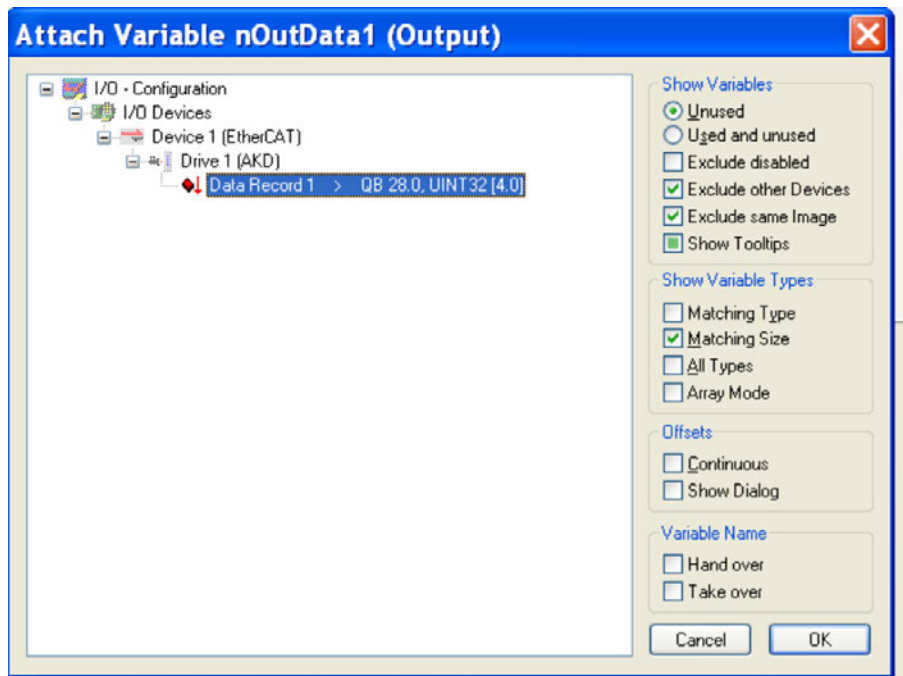 Attach Variable nOutData1 (Output)
I/O - Configuration
I/O Devices
Device 1 (EtherCAT)
Drive 1 (AKD)
Data Record 1 > QB 28.0, UINT32 [4.0]
Show Variables
Unused
Used and unused
Exclude disabled
Exclude other Devices
Exclude same Image
Show Tooltips
Show Variable Types
Matching Type
Matching Size
All Types
Array Mode
Offsets
Continuous
Show Dialog
Variable Name
Hand over
Take over
Cancel
OK